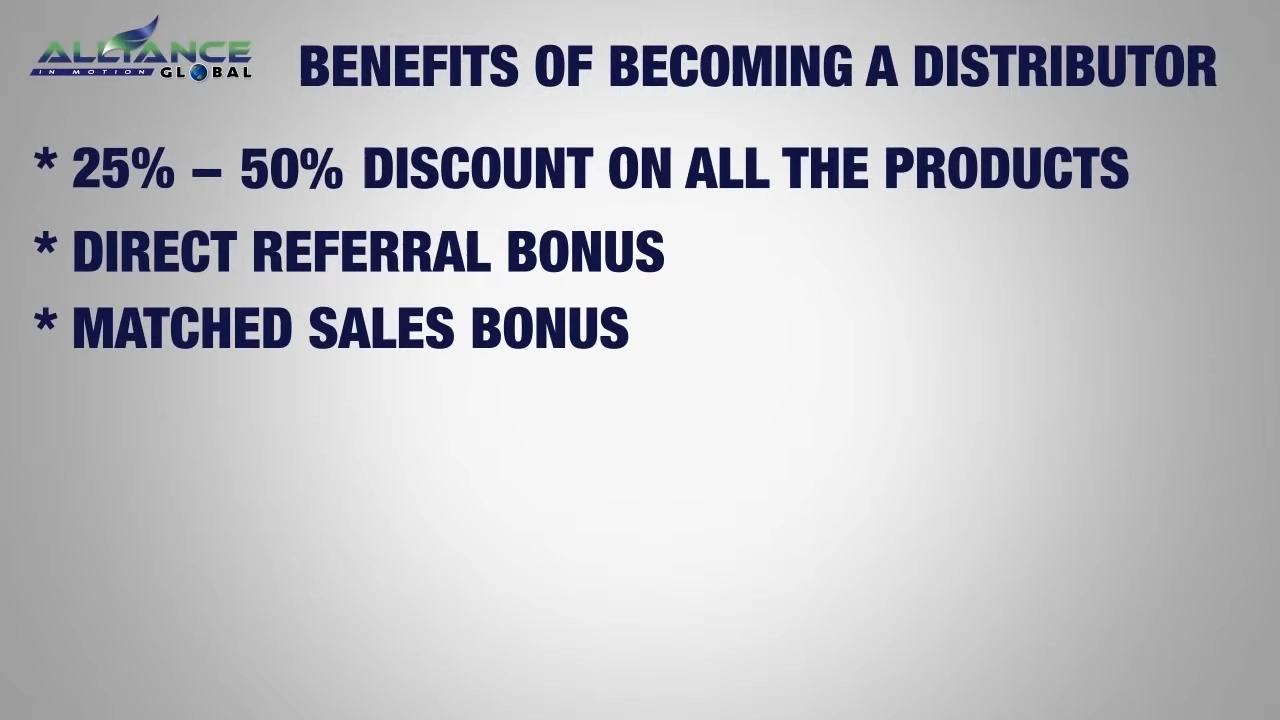 ALLIANCE
IN MOTION GLOBAL
BENEFITS OF BECOMING A DISTRIBUTOR
* 25% – 50% DISCOUNT ON ALL THE PRODUCTS
* DIRECT REFERRAL BONUS
* MATCHED SALES BONUS